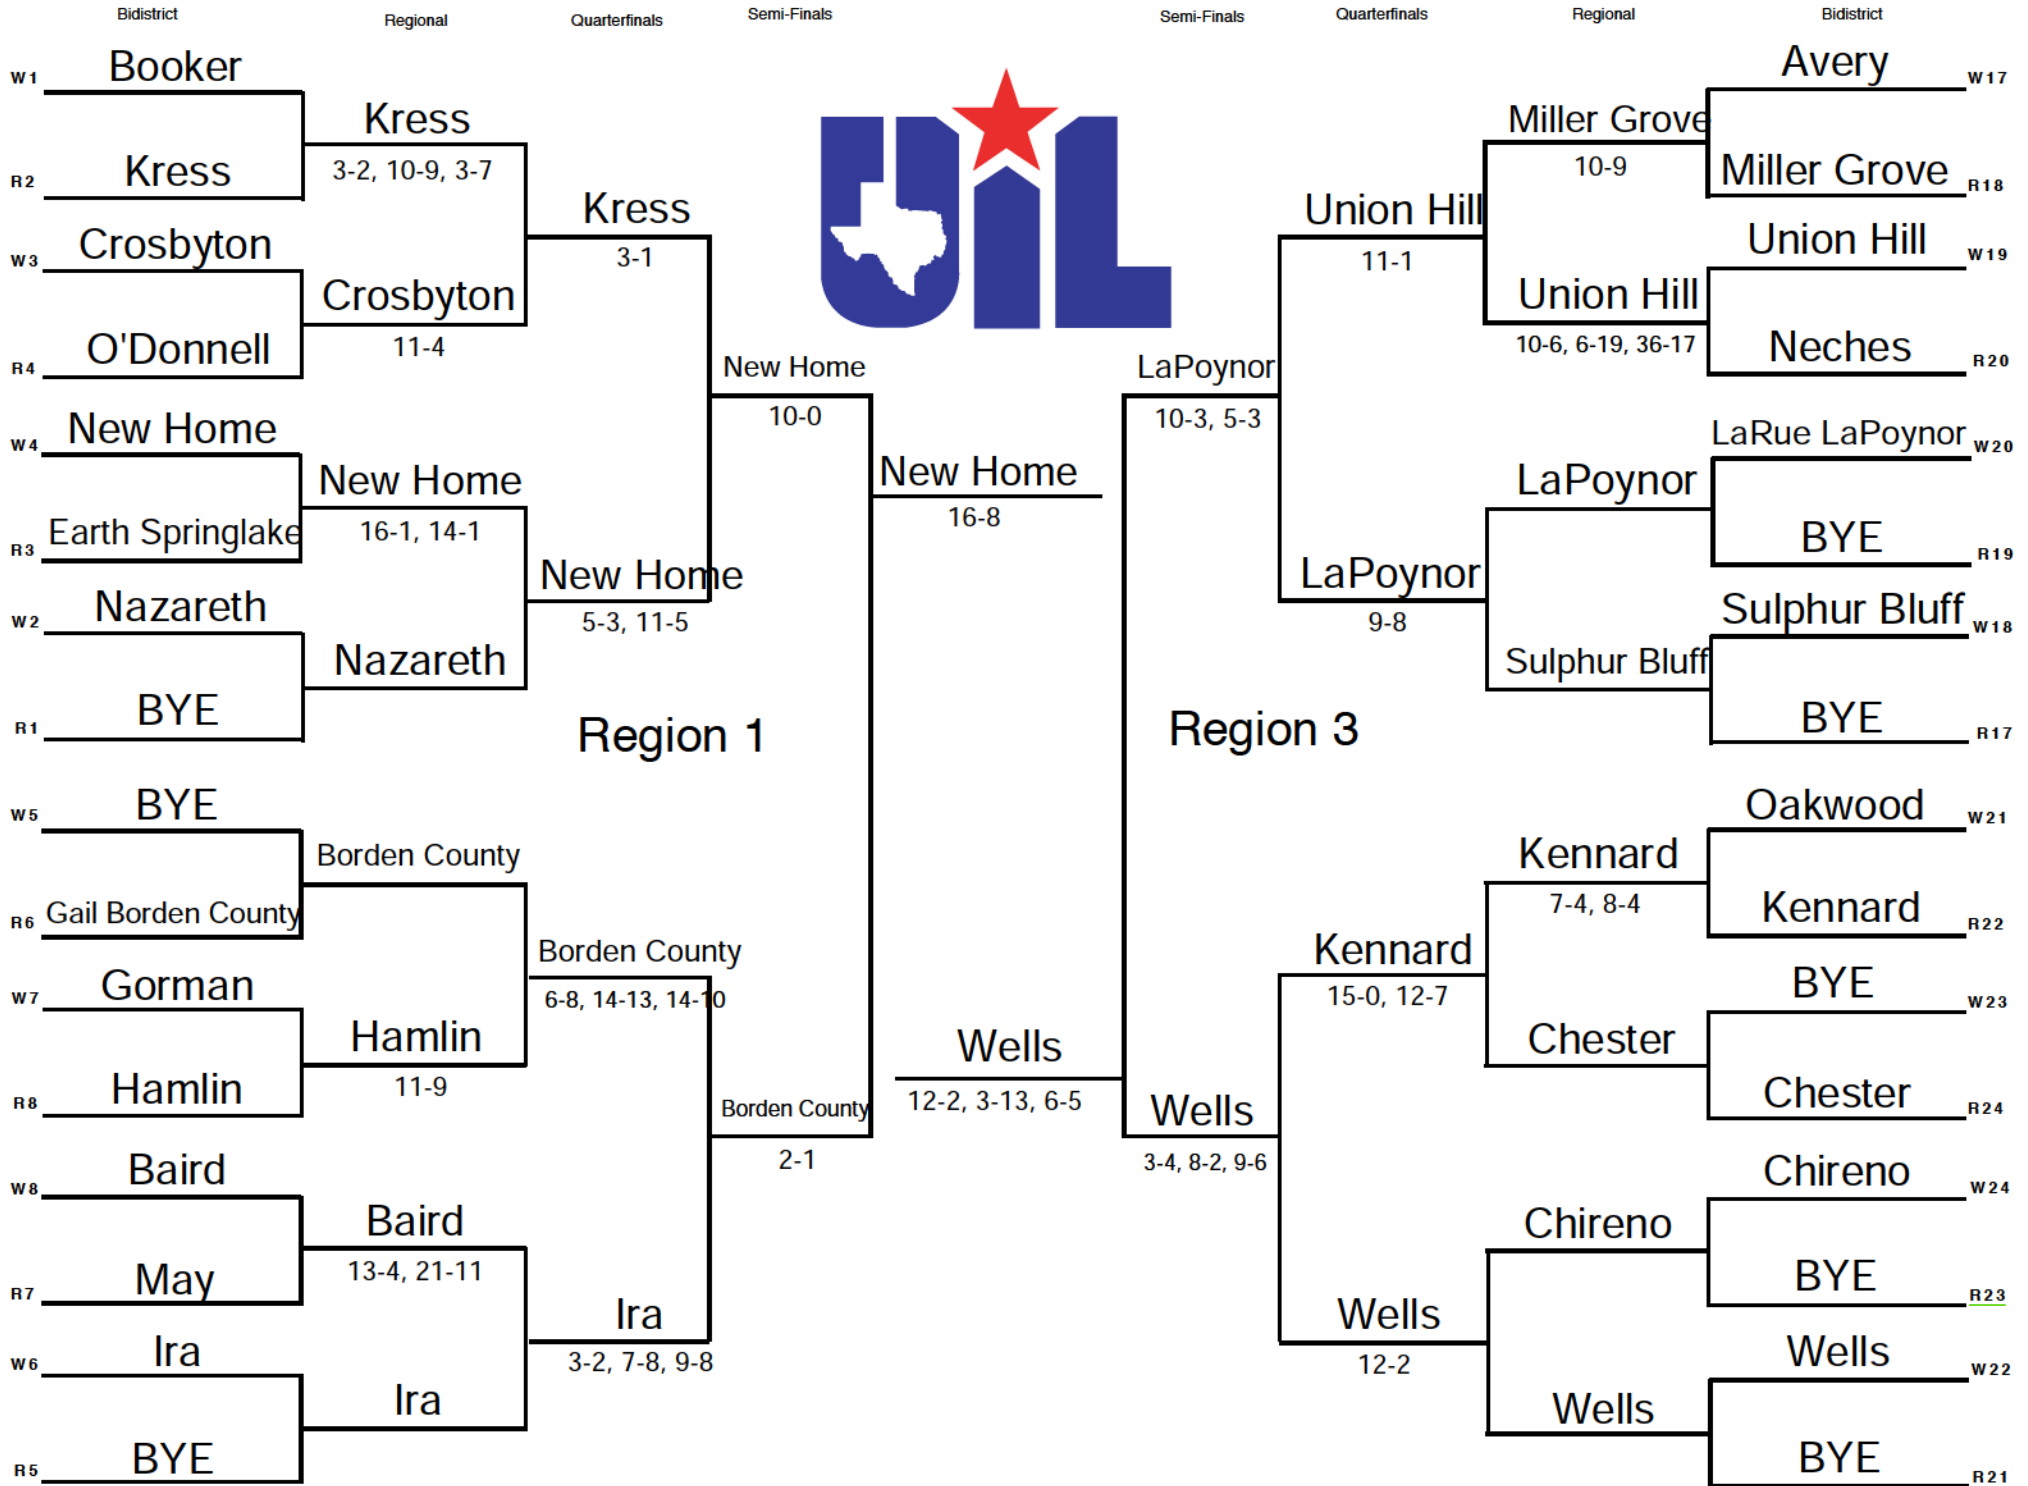 Bidistrict
Regional
Quarterfinals
Semi-Finals
Semi-Finals
Quarterfinals
Regional
Bidistrict
W1 Booker
R2 Kress
W3 Crosbyton
R4 O'Donnell
W4 New Home
R3 Earth Springlake
W2 Nazareth
R1 BYE
W5 BYE
R6 Gail Borden County
W7 Gorman
R8 Hamlin
W8 Baird
R7 May
W6 Ira
R5 BYE
Kress
3-2, 10-9, 3-7
Crosbyton
11-4
New Home
16-1, 14-1
Nazareth
Borden County
Hamlin
11-9
Baird
13-4, 21-11
Ira
Kress
3-1
New Home
5-3, 11-5
Region 1
Borden County
6-8, 14-13, 14-10
Ira
3-2, 7-8, 9-8
New Home
10-0
Borden County
2-1
UIL
New Home
16-8
Wells
12-2, 3-13, 6-5
LaPoynor
10-3, 5-3
Wells
3-4, 8-2, 9-6
Union Hill
11-1
LaPoynor
9-8
Region 3
Kennard
15-0, 12-7
Wells
12-2
Miller Grove
10-9
Union Hill
10-6, 6-19, 36-17
LaPoynor
Sulphur Bluff
Kennard
7-4, 8-4
Chester
Chireno
Wells
Avery W17
Miller Grove R18
Union Hill W19
Neches R20
LaRue LaPoynor W20
BYE R19
Sulphur Bluff W18
BYE R17
Oakwood W21
Kennard R22
BYE W23
Chester R24
Chireno W24
BYE R23
Wells W22
BYE R21